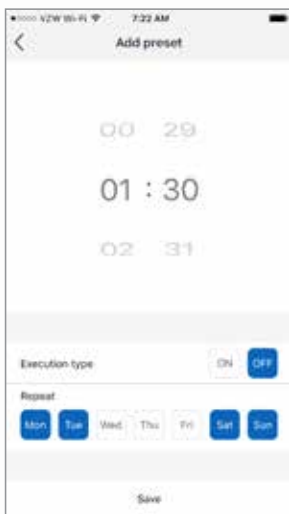 VZW Wi-Fi 7:22 AM
Add preset
00 29
01 : 30
02 31
Execution type ON OFF
Repeat
Mon Tue Wed Thu Fri Sat Sun
Save